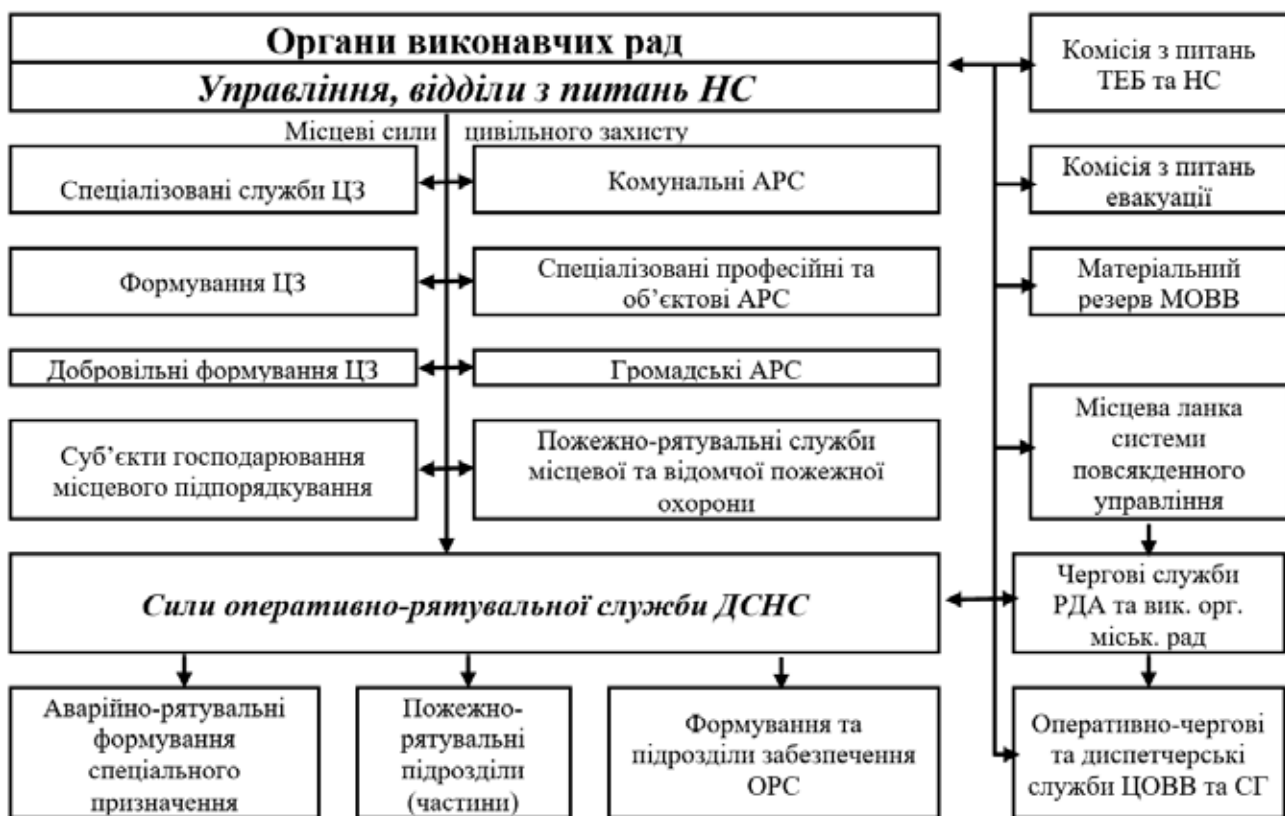 Органи виконавчих рад
Управління, відділи з питань НС
Місцеві сили цивільного захисту
Спеціалізовані служби ЦЗ
Комунальні АРС
Формування ЦЗ
Спеціалізовані професійні та
об’єктові АРС
Добровільні формування ЦЗ
Громадські АРС
Суб’єкти господарювання
місцевого підпорядкування
Пожежно-рятувальні служби
місцевої та відомчої пожежної
охорони
Сили оперативно-рятувальної служби ДСНС
Аварійно-рятувальні
формування
спеціального
призначення
Пожежно-
рятувальні
підрозділи
(частини)
Формування та
підрозділи забезпечення
ОРС
Комісія з питань
ТЕБ та НС
Комісія з питань
евакуації
Матеріальний
резерв МОВВ
Місцева ланка
системи
повсякденного
управління
Чергові служби
РДА та вик. орг.
міськ. рад
Оперативно-чергові
та диспетчерські
служби ЦОВВ та СГ